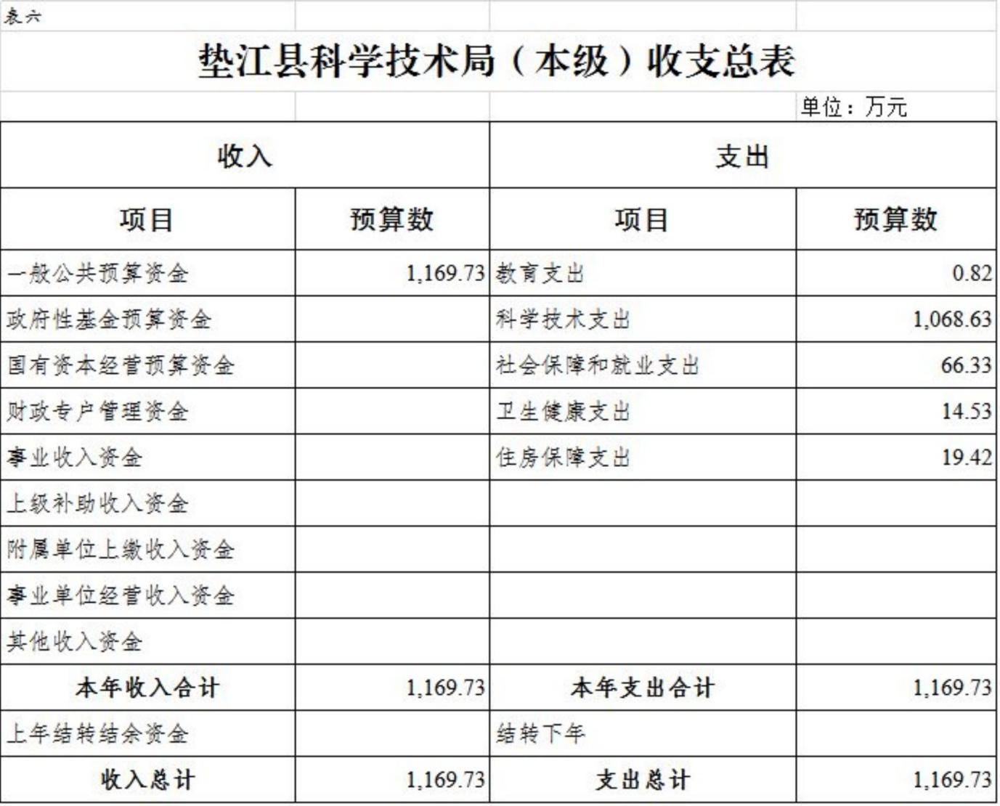 表六
垫江县科学技术局（本级）收支总表
单位：万元
收入 支出
项目 预算数 项目 预算数
一般公共预算资金 1,169.73 教育支出 0.82
政府性基金预算资金 科学技术支出 1,068.63
国有资本经营预算资金 社会保障和就业支出 66.33
财政专户管理资金 卫生健康支出 14.53
事业收入资金 住房保障支出 19.42
上级补助收入资金
附属单位上缴收入资金
事业单位经营收入资金
其他收入资金
本年收入合计 1,169.73 本年支出合计 1,169.73
上年结转结余资金 结转下年
收入总计 1,169.73 支出总计 1,169.73